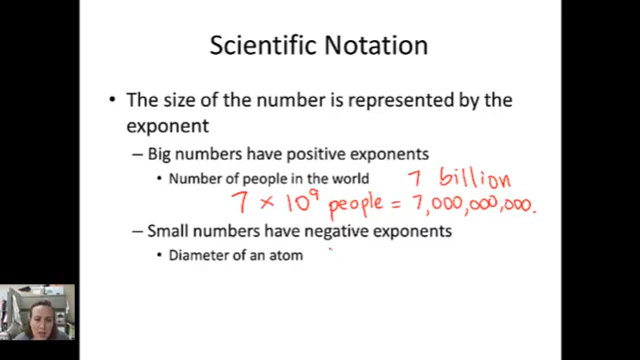 Scientific Notation
• The size of the number is represented by the
exponent
– Big numbers have positive exponents
• Number of people in the world 7 billion
7 × 10⁹ people = 7,000,000,000.
– Small numbers have negative exponents
• Diameter of an atom